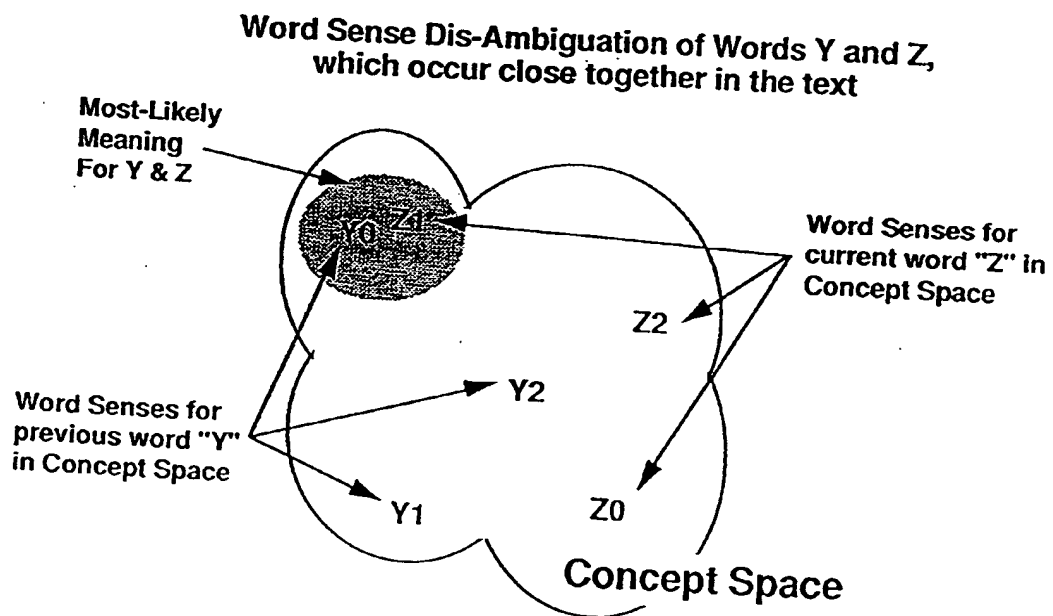 Word Sense Dis-Ambiguation of Words Y and Z,
which occur close together in the text
Most-Likely
Meaning
For Y & Z
Y0 Z1
Word Senses for
current word "Z" in
Concept Space
Z2
Y2
Word Senses for
previous word "Y"
in Concept Space
Y1
Z0
Concept Space